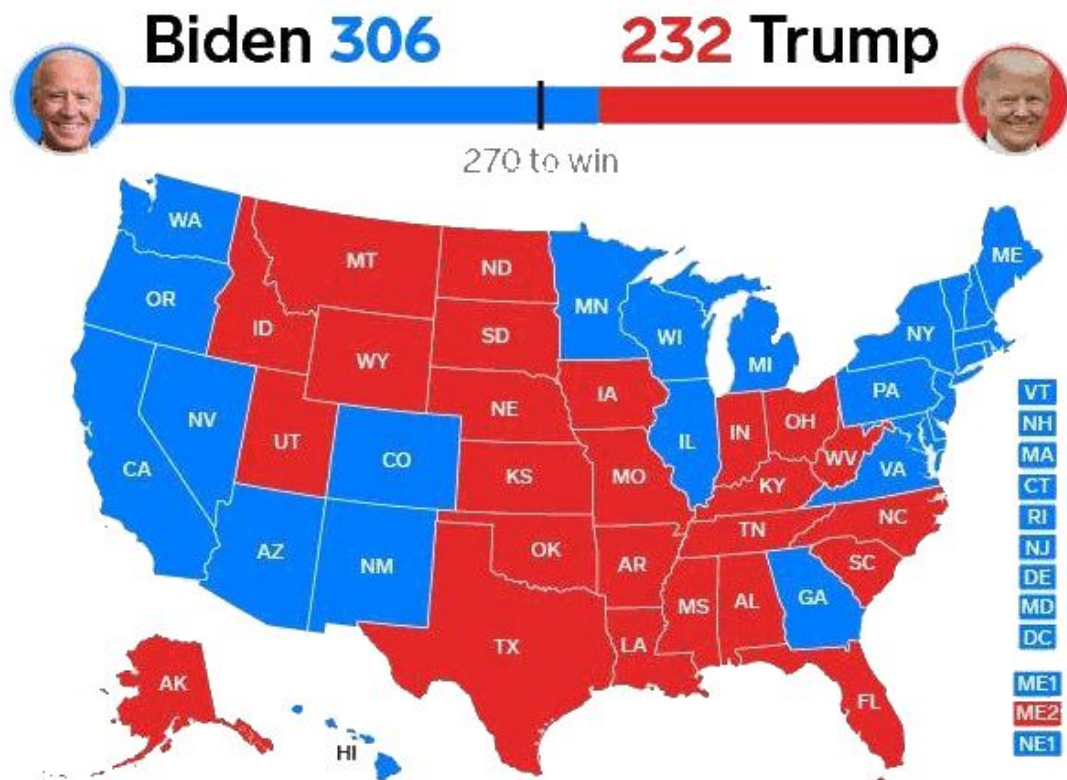 Biden 306
232 Trump
270 to win
WA
ME
MT
ND
OR
MN
ID
SD
WI
NY
WY
MI
PA
IA
NE
NV
OH
IN
UT
IL
CO
WV
CA
VA
KS
MO
KY
NC
TN
AZ
OK
NM
AR
SC
GA
MS
AL
TX
LA
AK
FL
HI
VT
NH
MA
CT
RI
NJ
DE
MD
DC
ME1
ME2
NE1